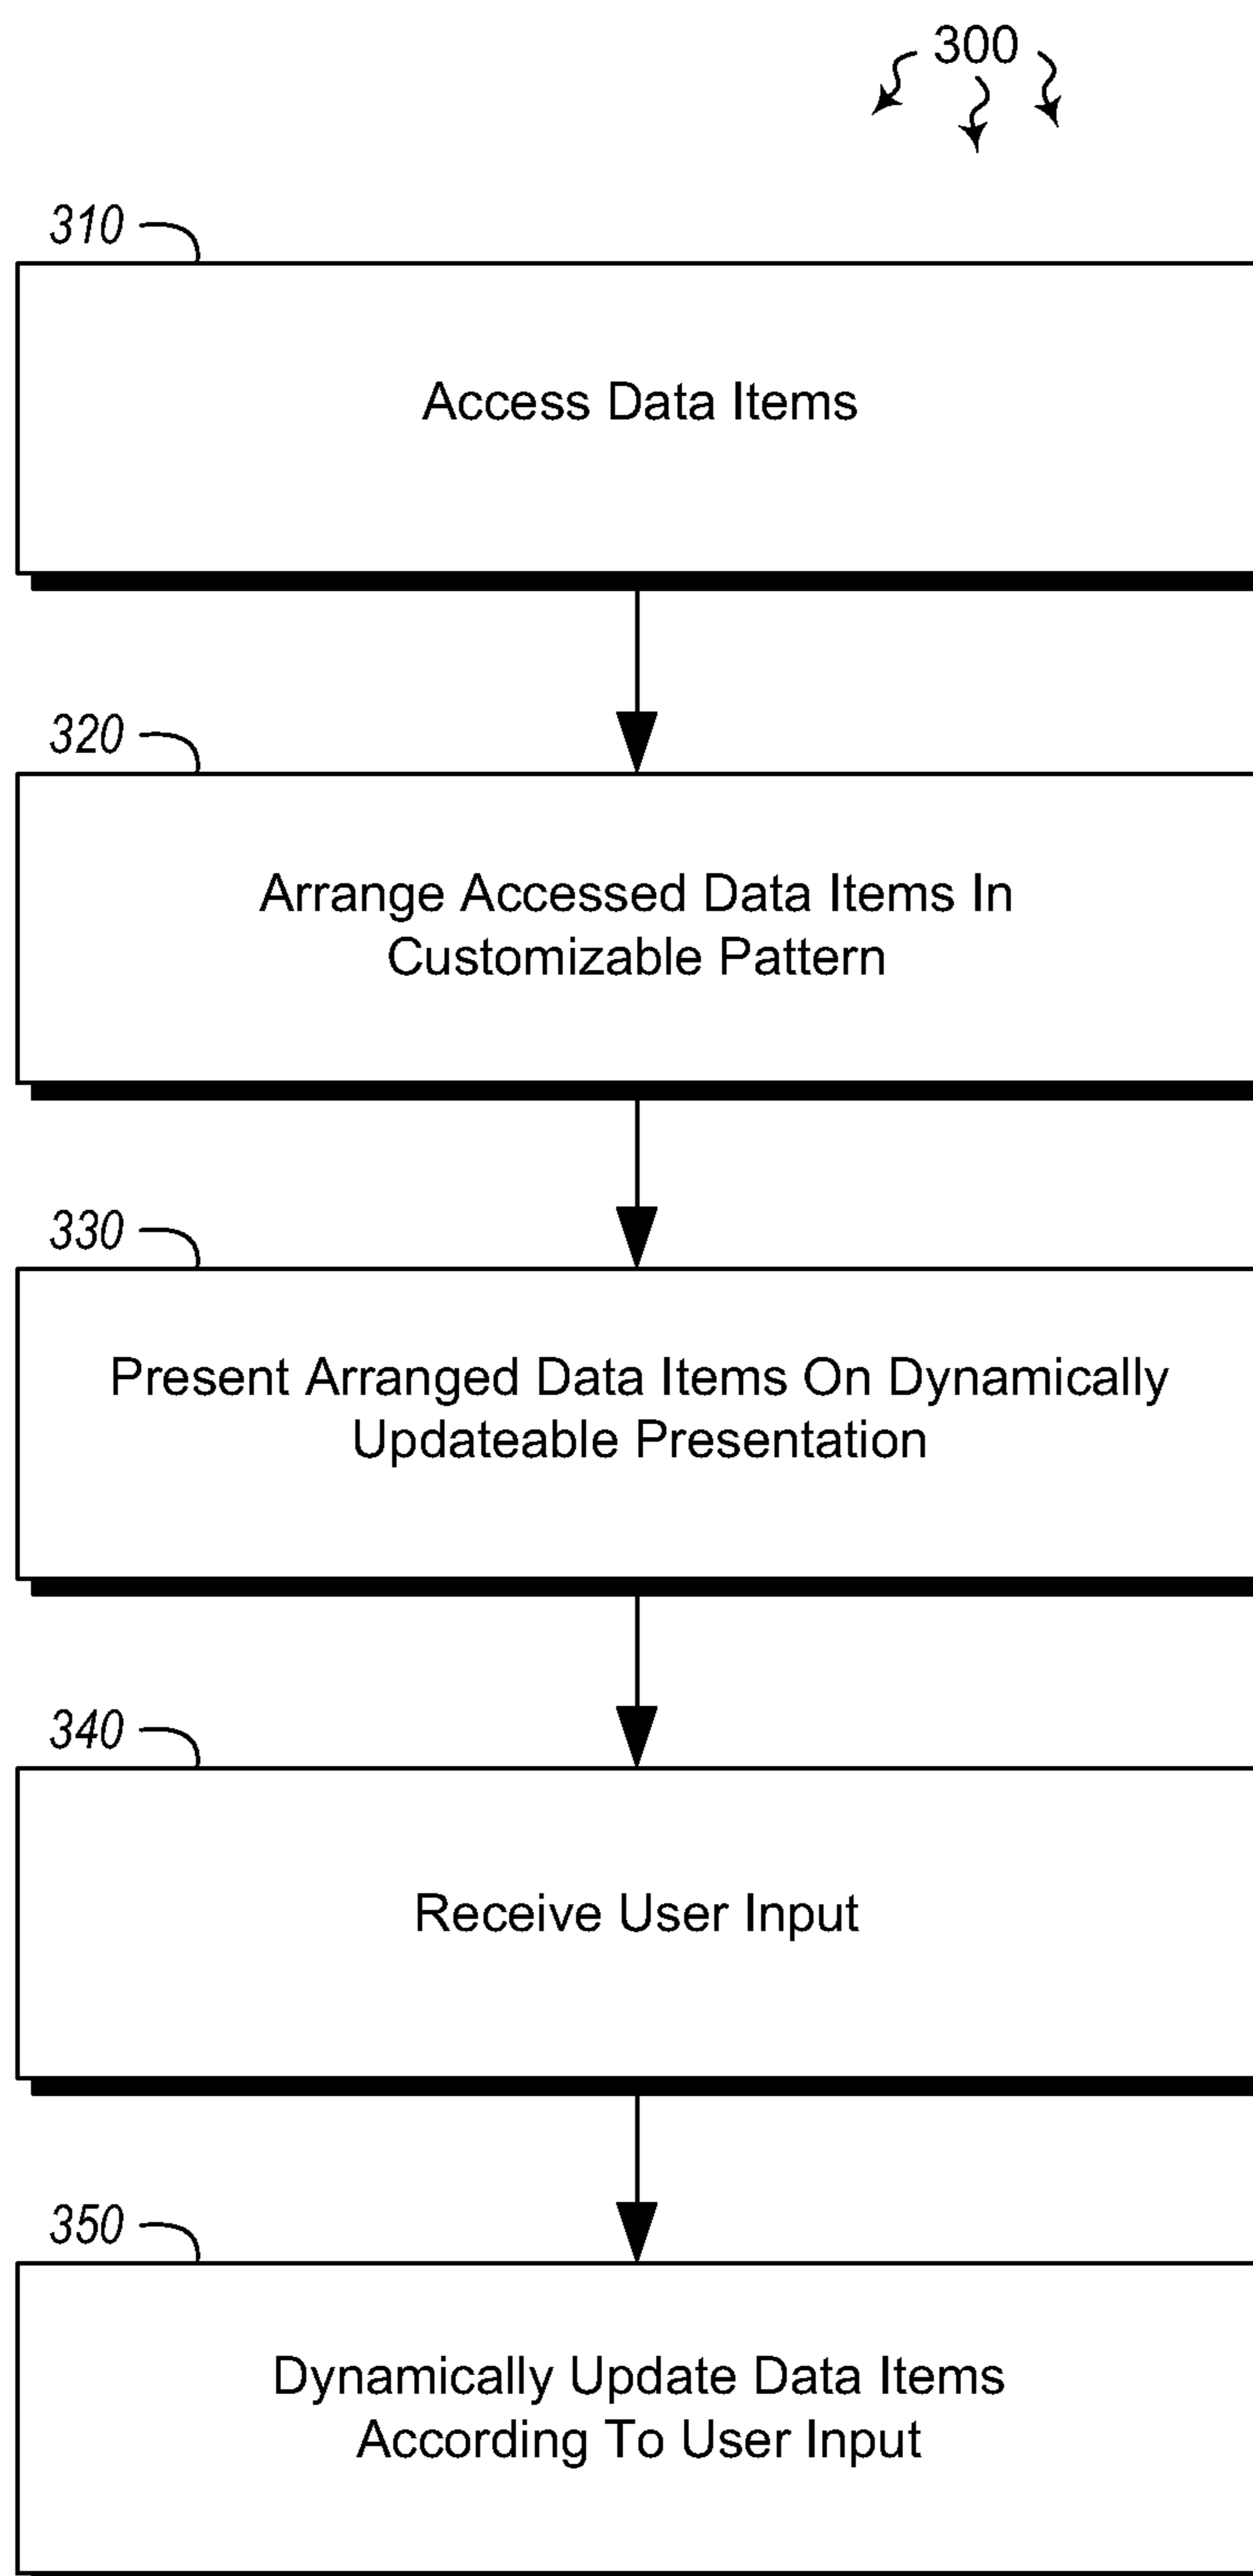 300
310
Access Data Items
320
Arrange Accessed Data Items In
Customizable Pattern
330
Present Arranged Data Items On Dynamically
Updateable Presentation
340
Receive User Input
350
Dynamically Update Data Items
According To User Input